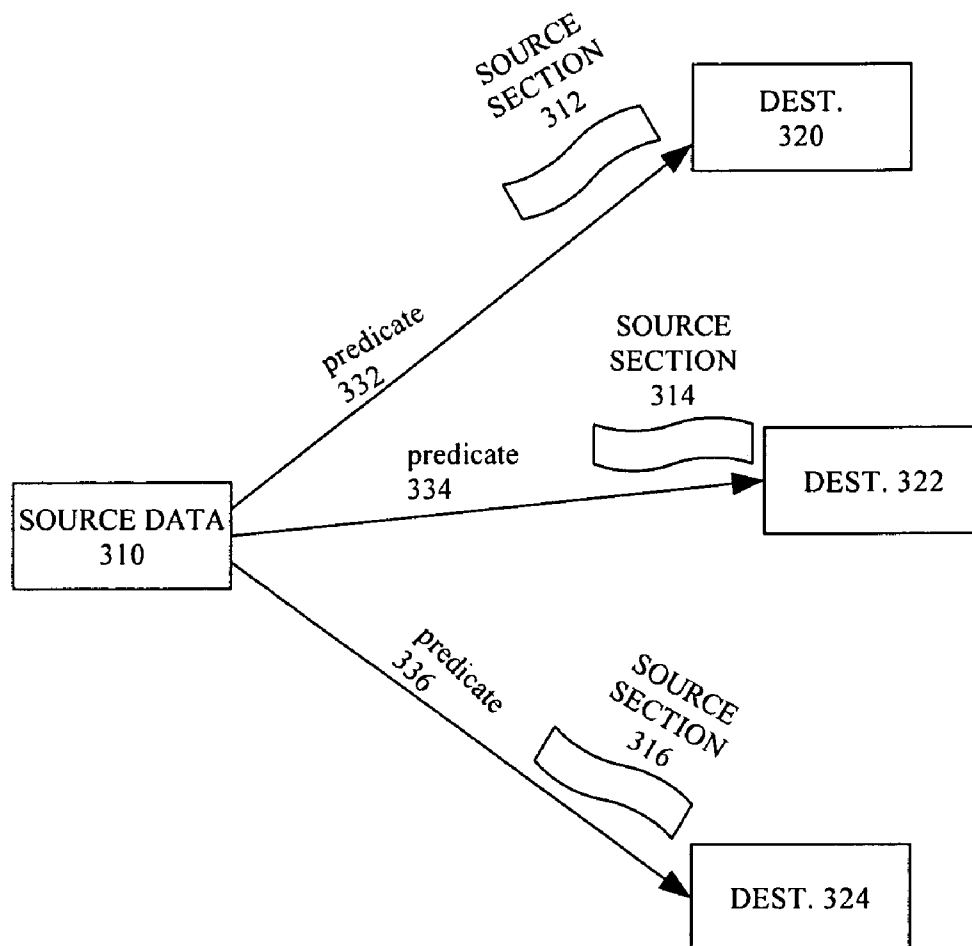 SOURCE
SECTION
312
DEST.
320
predicate
332
SOURCE
SECTION
314
predicate
334
DEST. 322
SOURCE DATA
310
predicate
336
SOURCE
SECTION
316
DEST. 324